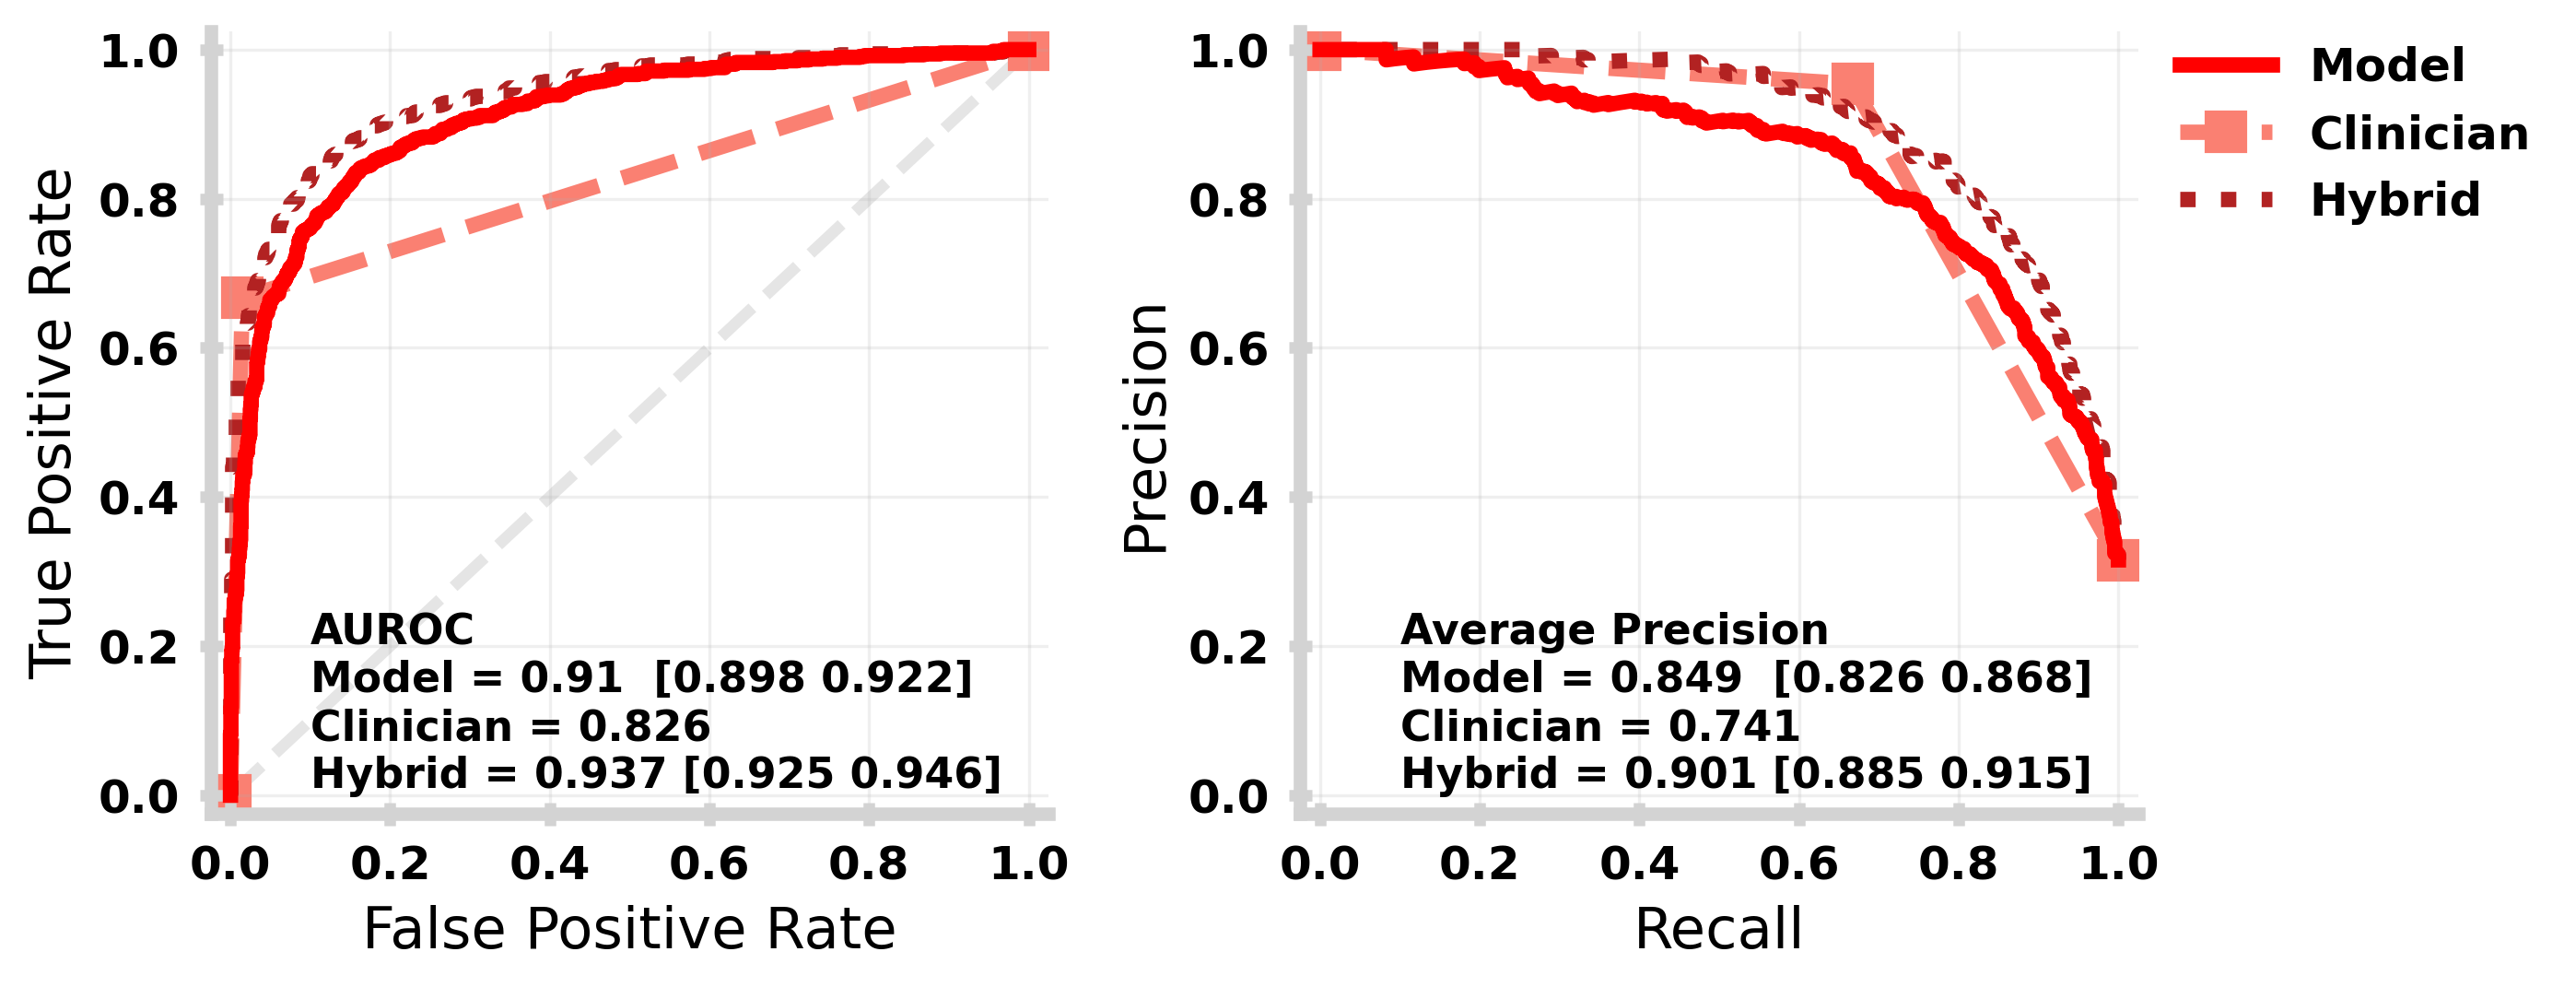 True Positive Rate
1.0
0.8
0.6
0.4
0.2
0.0
AUROC
Model = 0.91  [0.898 0.922]
Clinician = 0.826
Hybrid = 0.937 [0.925 0.946]
0.0 0.2 0.4 0.6 0.8 1.0
False Positive Rate
Precision
1.0
0.8
0.6
0.4
0.2
0.0
Average Precision
Model = 0.849  [0.826 0.868]
Clinician = 0.741
Hybrid = 0.901 [0.885 0.915]
0.0 0.2 0.4 0.6 0.8 1.0
Recall
Model
Clinician
Hybrid